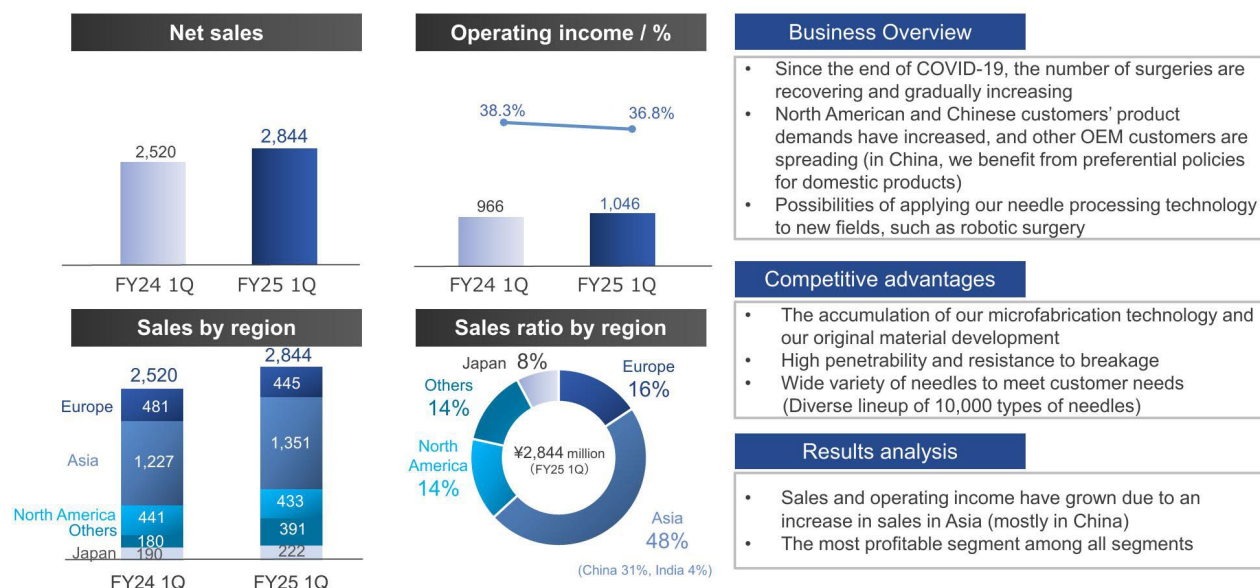 Net sales
2,520
2,844
FY24 1Q
FY25 1Q
Operating income / %
38.3%
36.8%
966
1,046
FY24 1Q
FY25 1Q
Sales by region
2,520
2,844
Europe
481
445
Asia
1,227
1,351
North America
441
433
Others
180
391
Japan
190
222
FY24 1Q
FY25 1Q
Sales ratio by region
Japan 8%
Europe
16%
Others
14%
North
America
14%
¥2,844 million
(FY25 1Q)
Asia
48%
(China 31%, India 4%)
Business Overview
• Since the end of COVID-19, the number of surgeries are
recovering and gradually increasing
• North American and Chinese customers' product
demands have increased, and other OEM customers are
spreading (in China, we benefit from preferential policies
for domestic products)
• Possibilities of applying our needle processing technology
to new fields, such as robotic surgery
Competitive advantages
• The accumulation of our microfabrication technology and
our original material development
• High penetrability and resistance to breakage
• Wide variety of needles to meet customer needs
(Diverse lineup of 10,000 types of needles)
Results analysis
• Sales and operating income have grown due to an
increase in sales in Asia (mostly in China)
• The most profitable segment among all segments